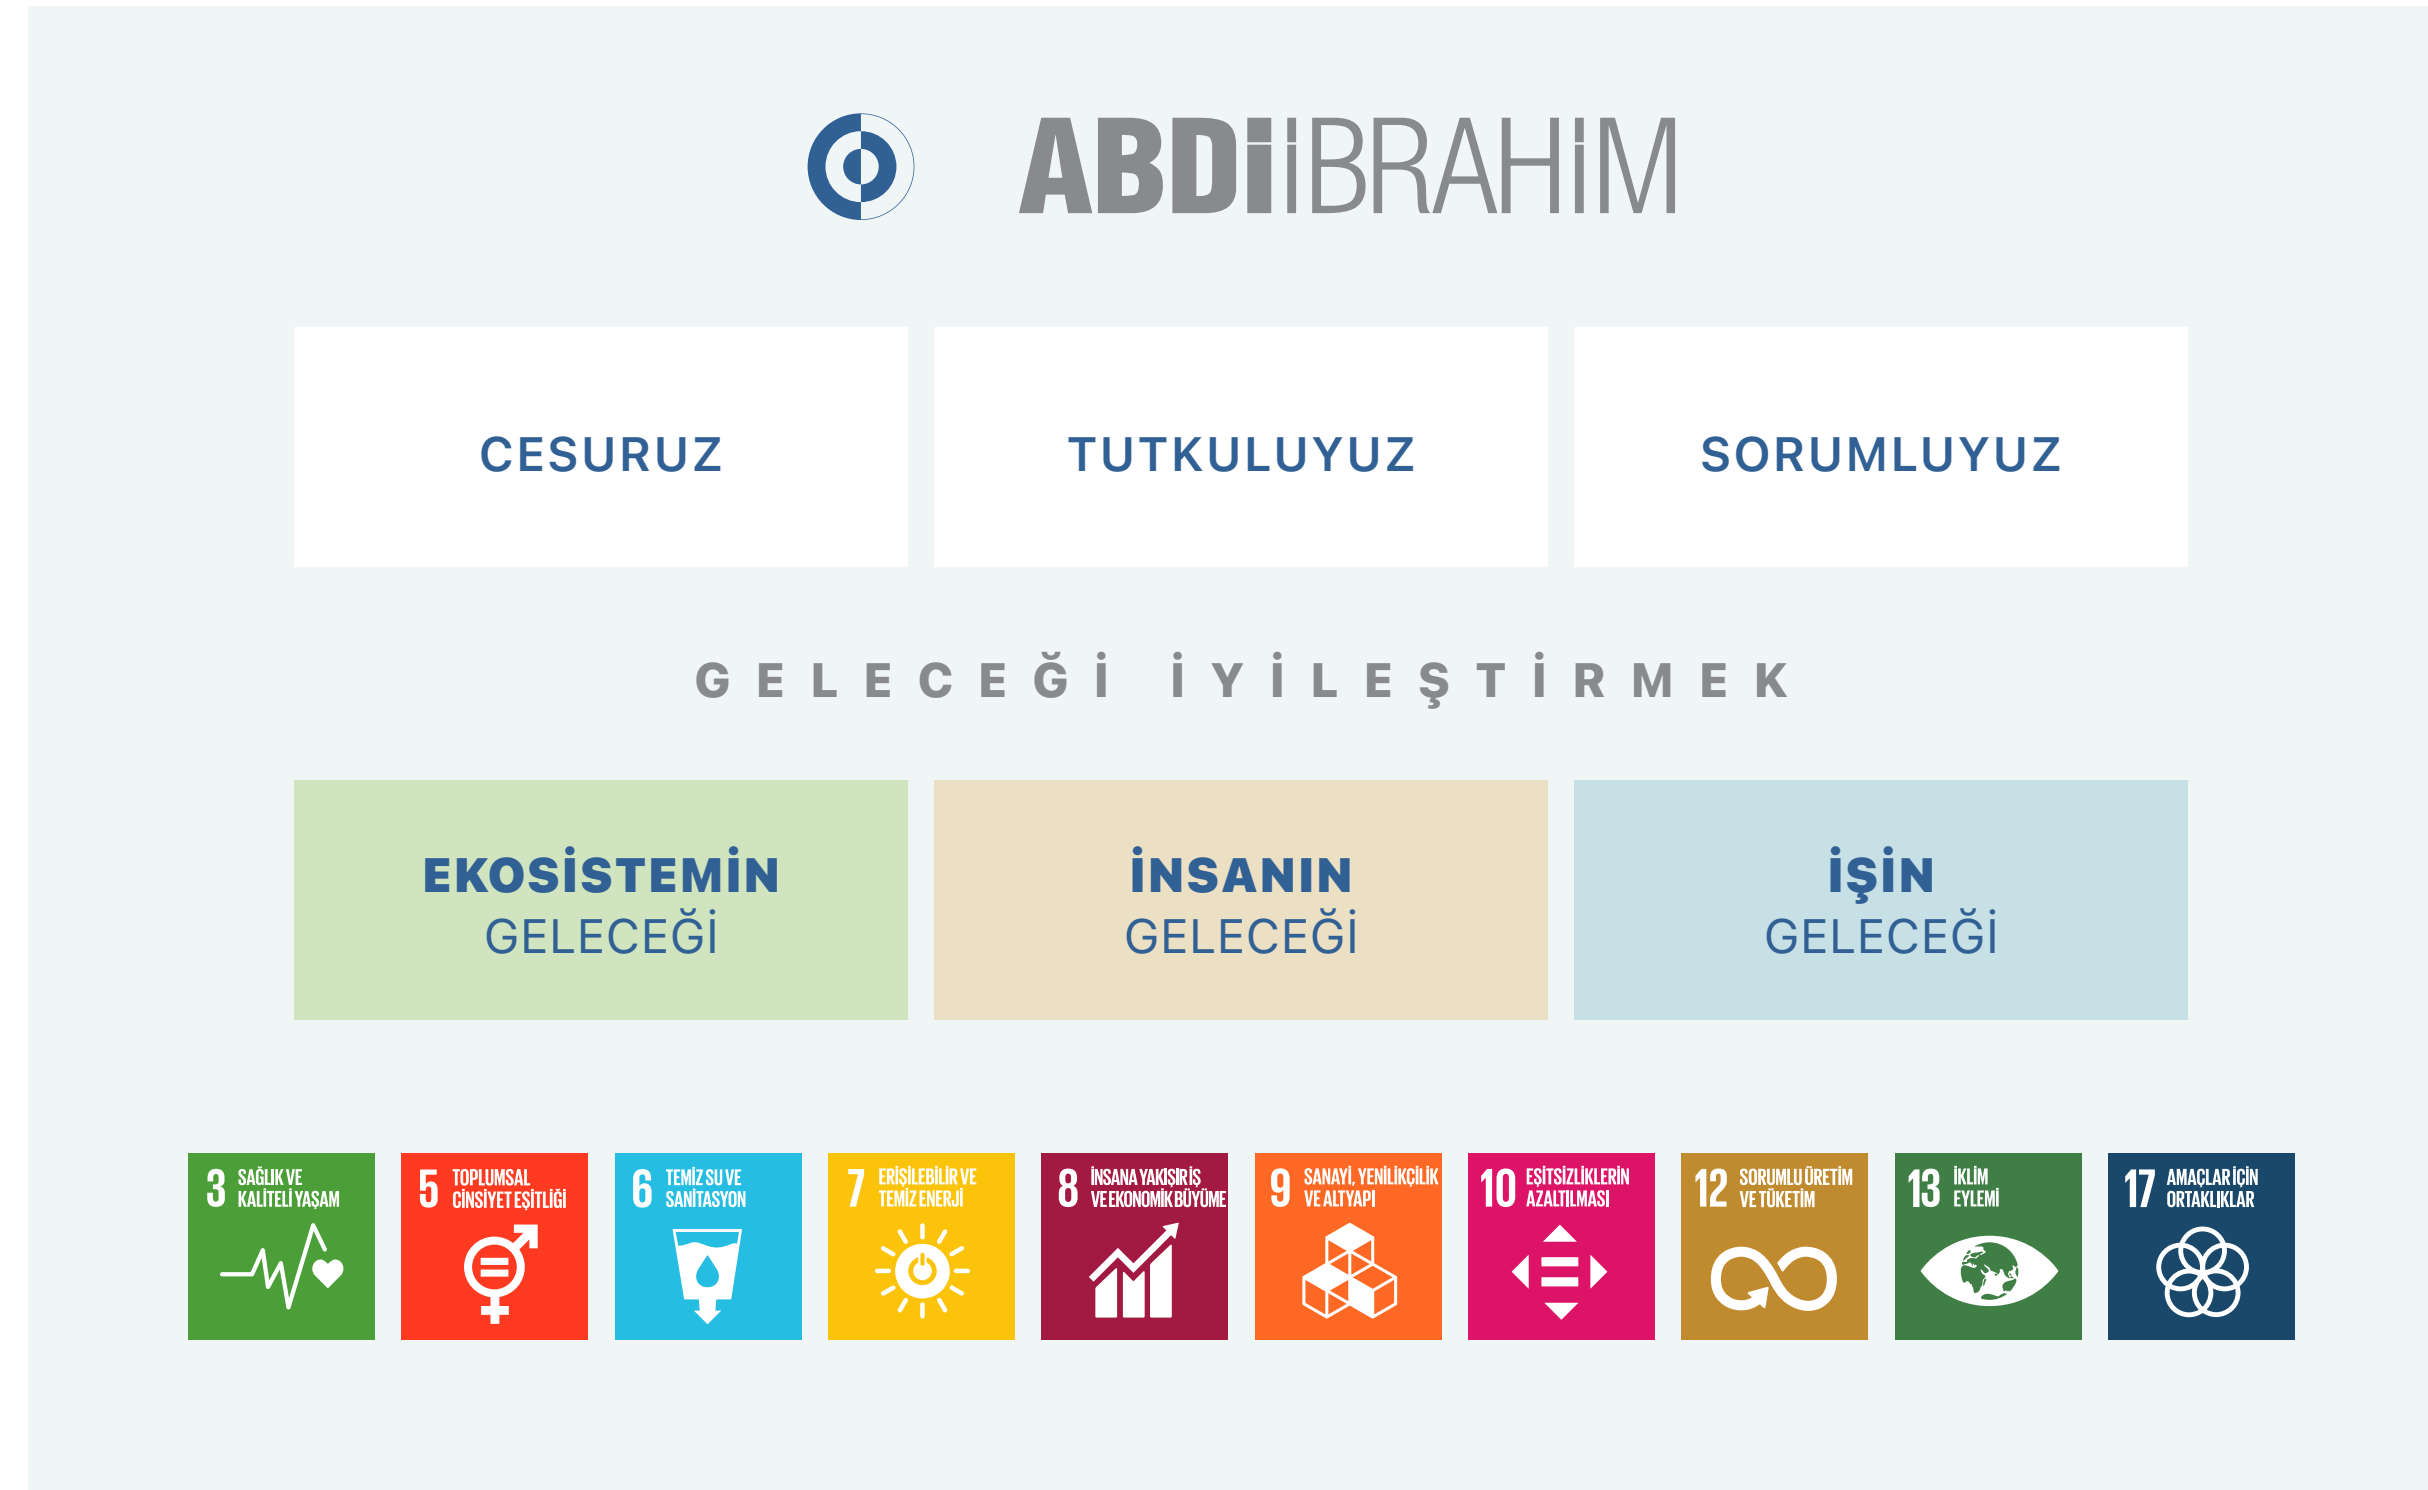 ABDİİBRAHİM
CESURUZ
TUTKULUYUZ
SORUMLUYUZ
GELECEĞİ İYİLEŞTİRMEK
EKOSİSTEMİN
GELECEĞİ
İNSANIN
GELECEĞİ
İŞİN
GELECEĞİ
3 SAĞLIK VE
KALİTELİ YAŞAM
5 TOPLUMSAL
CİNSİYET EŞİTLİĞİ
6 TEMİZ SU VE
SANİTASYON
7 ERİŞİLEBİLİR VE
TEMİZ ENERJİ
8 İNSANA YAKIŞIR İŞ
VE EKONOMİK BÜYÜME
9 SANAYİ, YENİLİKÇİLİK
VE ALTYAPI
10 EŞİTSİZLİKLERİN
AZALTILMASI
12 SORUMLU ÜRETİM
VE TÜKETİM
13 İKLİM
EYLEMİ
17 AMAÇLAR İÇİN
ORTAKLIKLAR